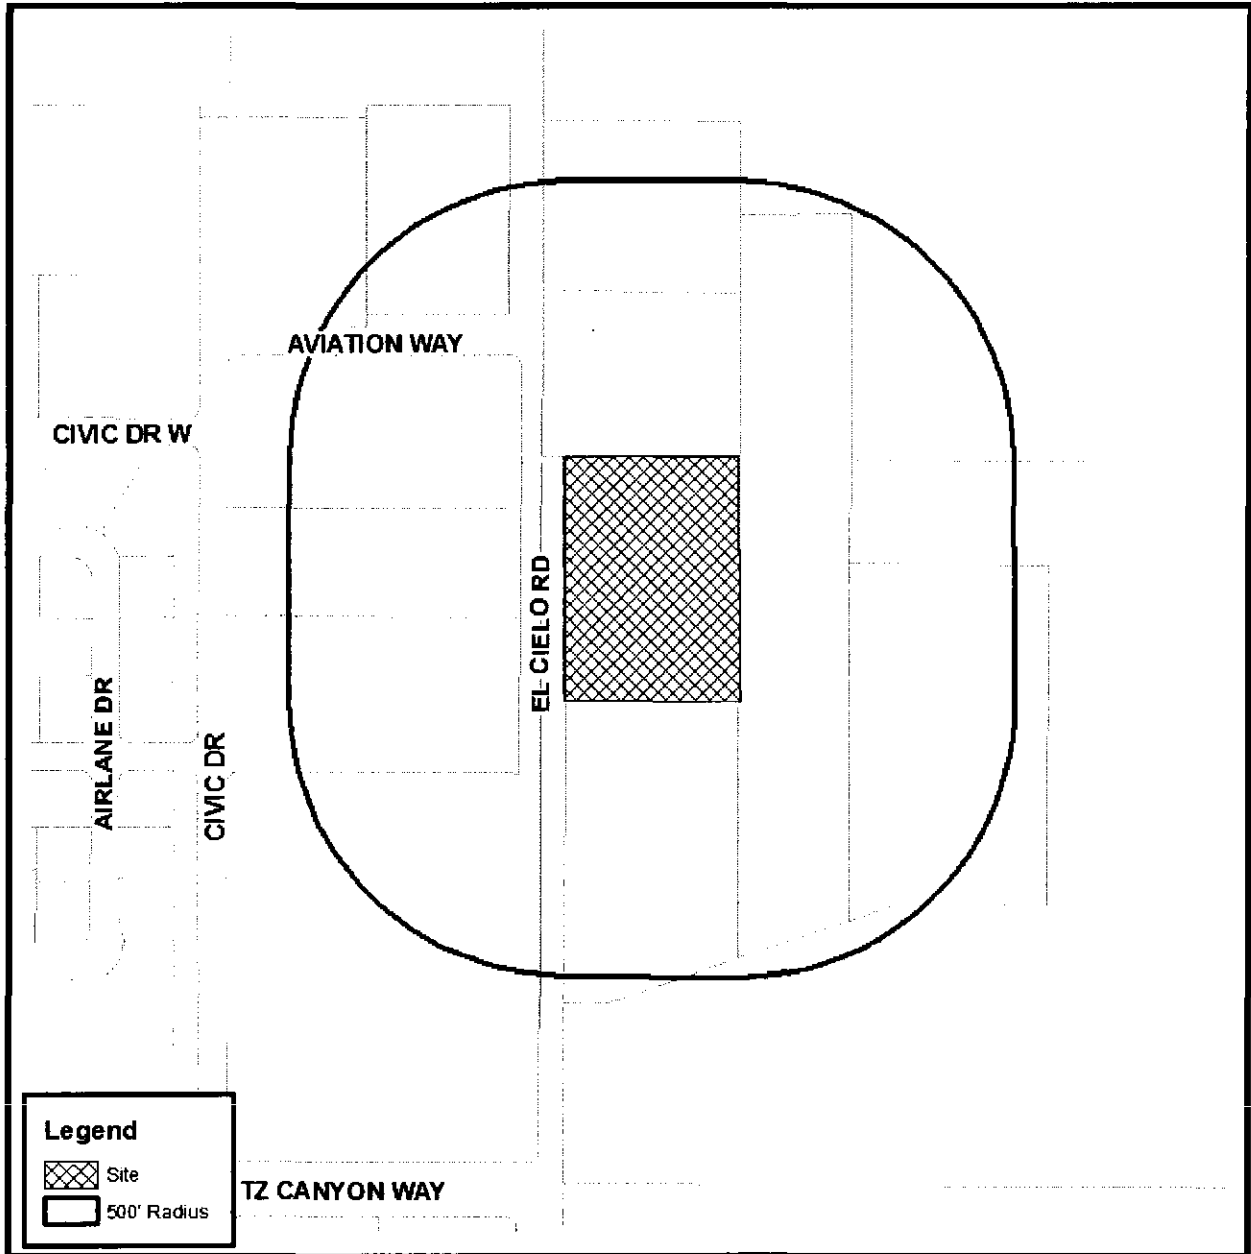 AVIATION WAY
CIVIC DR W
EL CIELO RD
AIRLANE DR
CIVIC DR
Legend
Site
500' Radius
TZ CANYON WAY